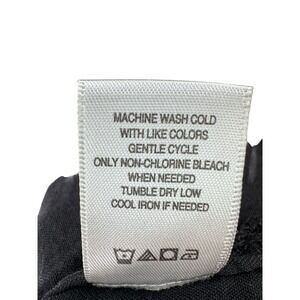 MACHINE WASH COLD
WITH LIKE COLORS
GENTLE CYCLE
ONLY NON-CHLORINE BLEACH
WHEN NEEDED
TUMBLE DRY LOW
COOL IRON IF NEEDED